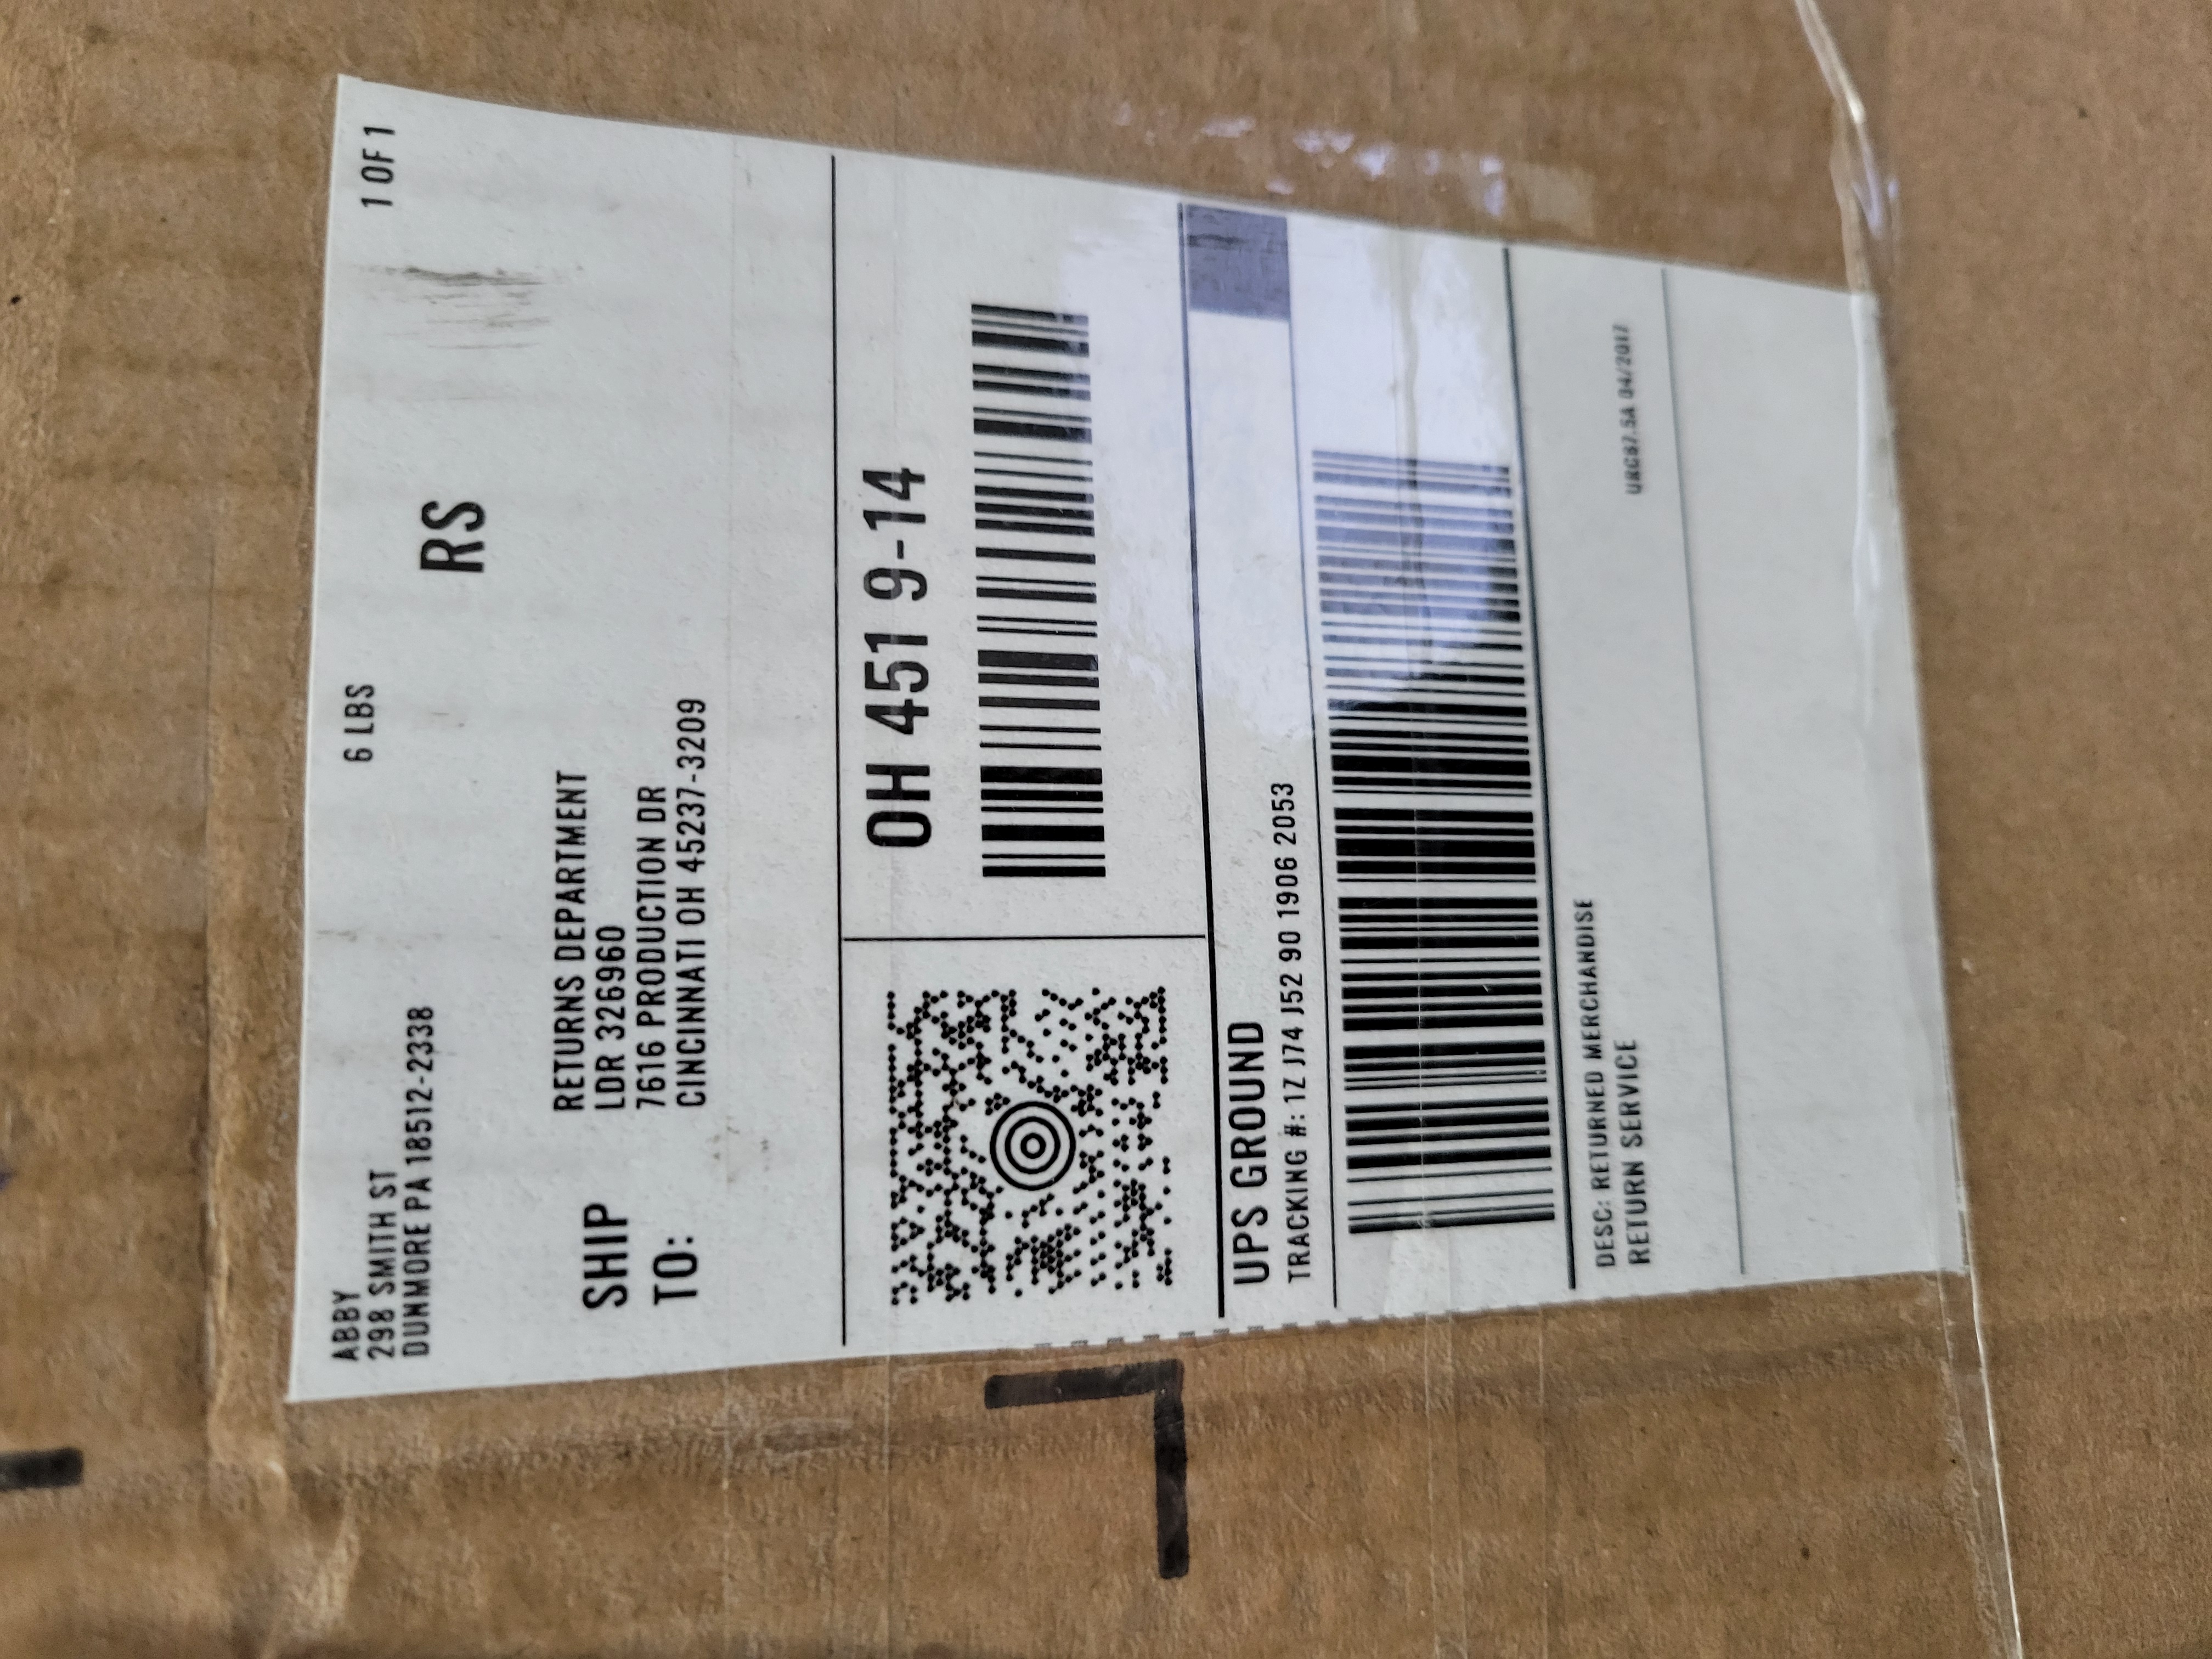 ABBY
298 SMITH ST
DUNMORE PA 18512-2338
6 LBS
1 OF 1
RS
SHIP
TO:
RETURNS DEPARTMENT
LDR 326960
7616 PRODUCTION DR
CINCINNATI OH 45237-3209
OH 451 9-14
UPS GROUND
TRACKING #: 1Z J74 J52 90 1906 2053
DESC: RETURNED MERCHANDISE
RETURN SERVICE
04/2017